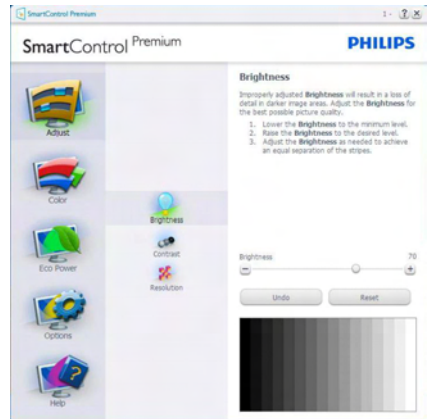 SmartControl Premium
1 -
SmartControl Premium
PHILIPS
Adjust
Color
Eco Power
Options
Help
Brightness
Contrast
Resolution
Brightness
Improperly adjusted Brightness will result in a loss of
detail in darker image areas. Adjust the Brightness for
the best possible picture quality.
1. Lower the Brightness to the minimum level.
2. Raise the Brightness to the desired level.
3. Adjust the Brightness as needed to achieve
an equal separation of the stripes.
Brightness 70
Undo Reset